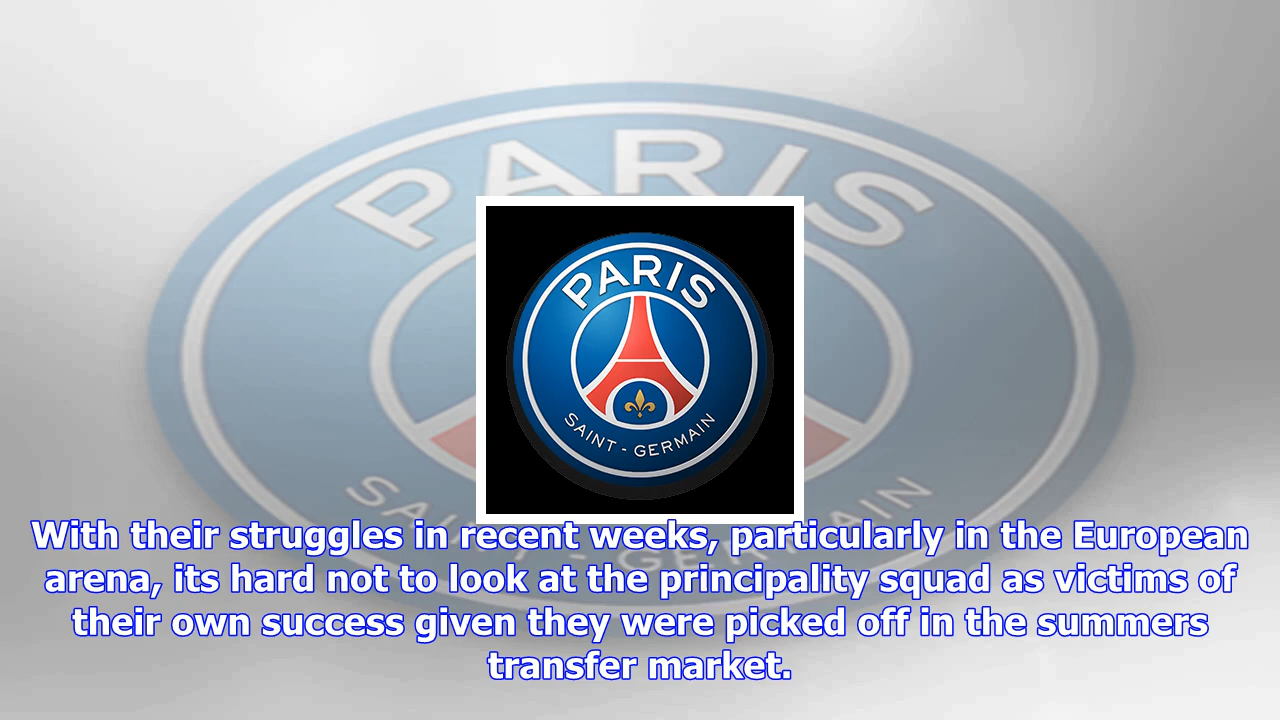 PARIS
SAINT - GERMAIN
PARIS
SAINT - GERMAIN
With their struggles in recent weeks, particularly in the European
arena, its hard not to look at the principality squad as victims of
their own success given they were picked off in the summers
transfer market.